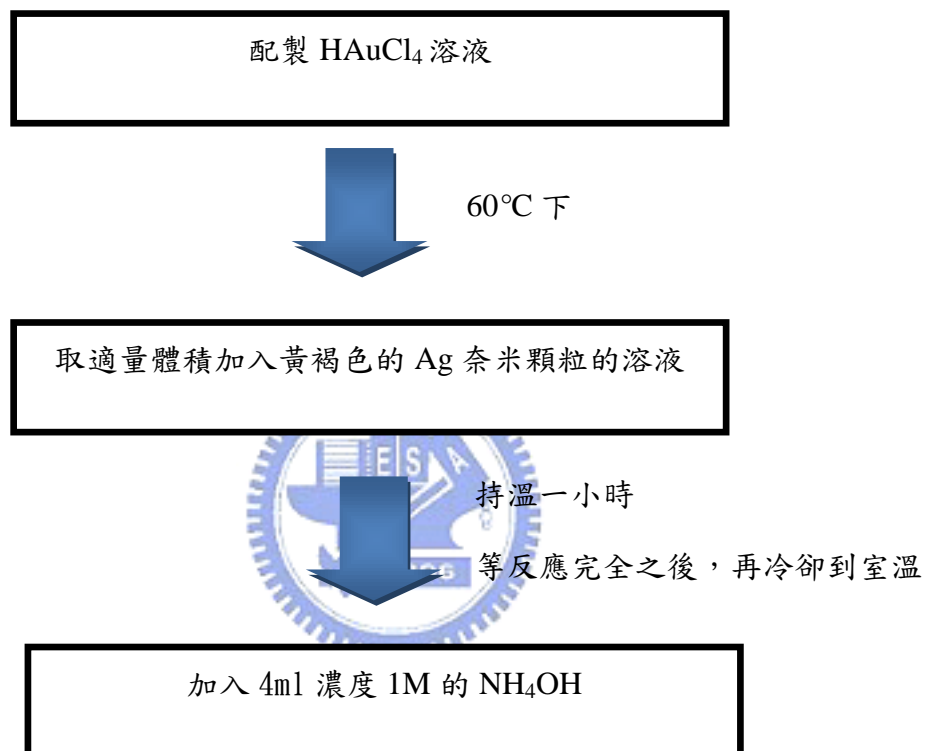 配製 HAuCl₄ 溶液
60℃ 下
取適量體積加入黃褐色的 Ag 奈米顆粒的溶液
ESA
持溫一小時
等反應完全之後，再冷卻到室溫
加入 4ml 濃度 1M 的 NH₄OH